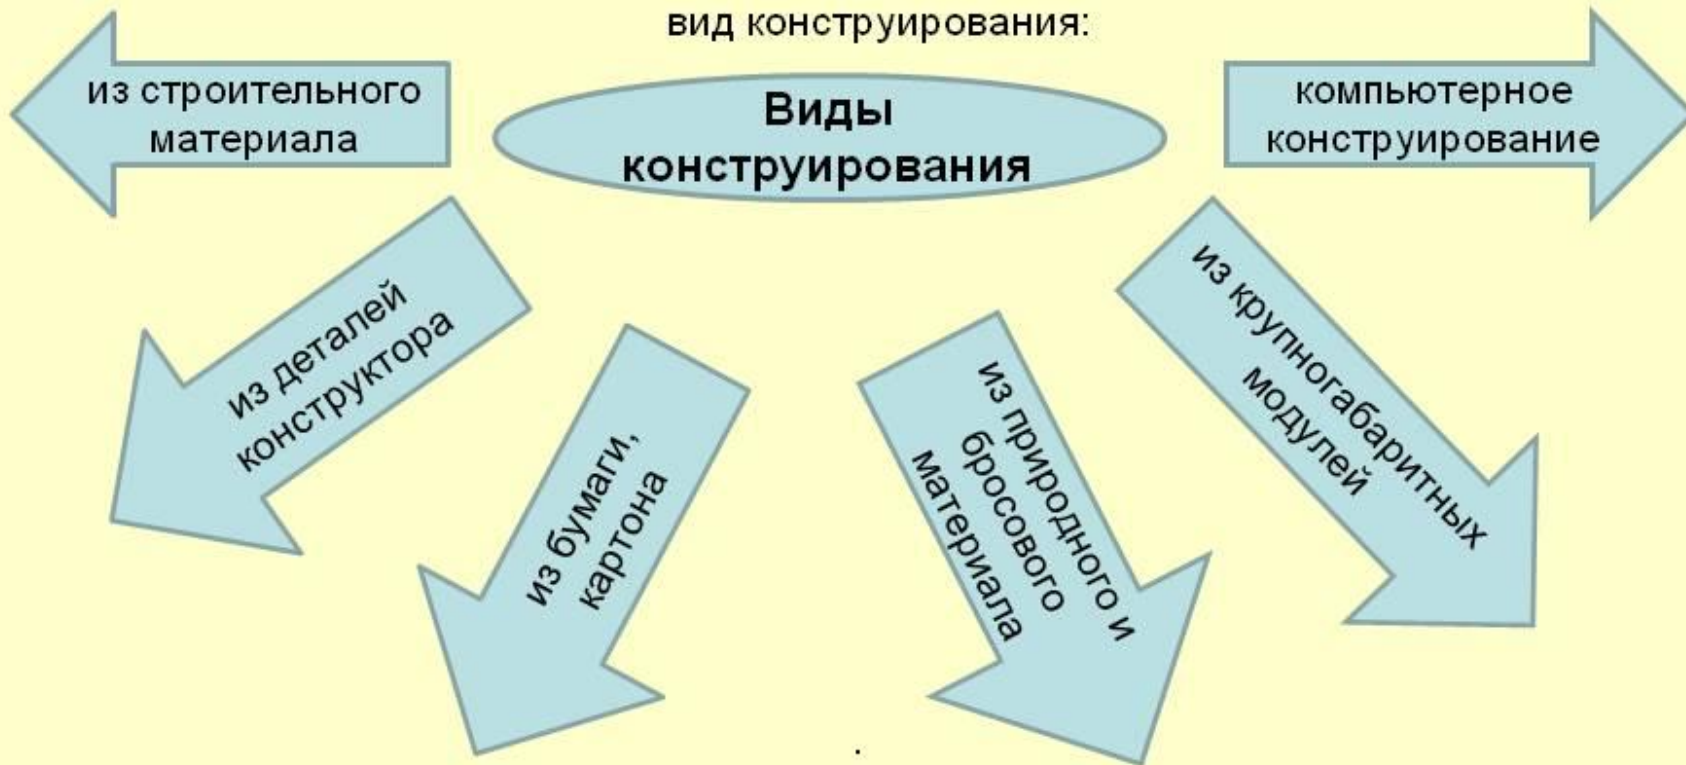 вид конструирования:
Виды
конструирования
из строительного
материала
компьютерное
конструирование
из деталей
конструктора
из бумаги,
картона
из природного и
бросового
материала
из крупногабаритных
модулей
.